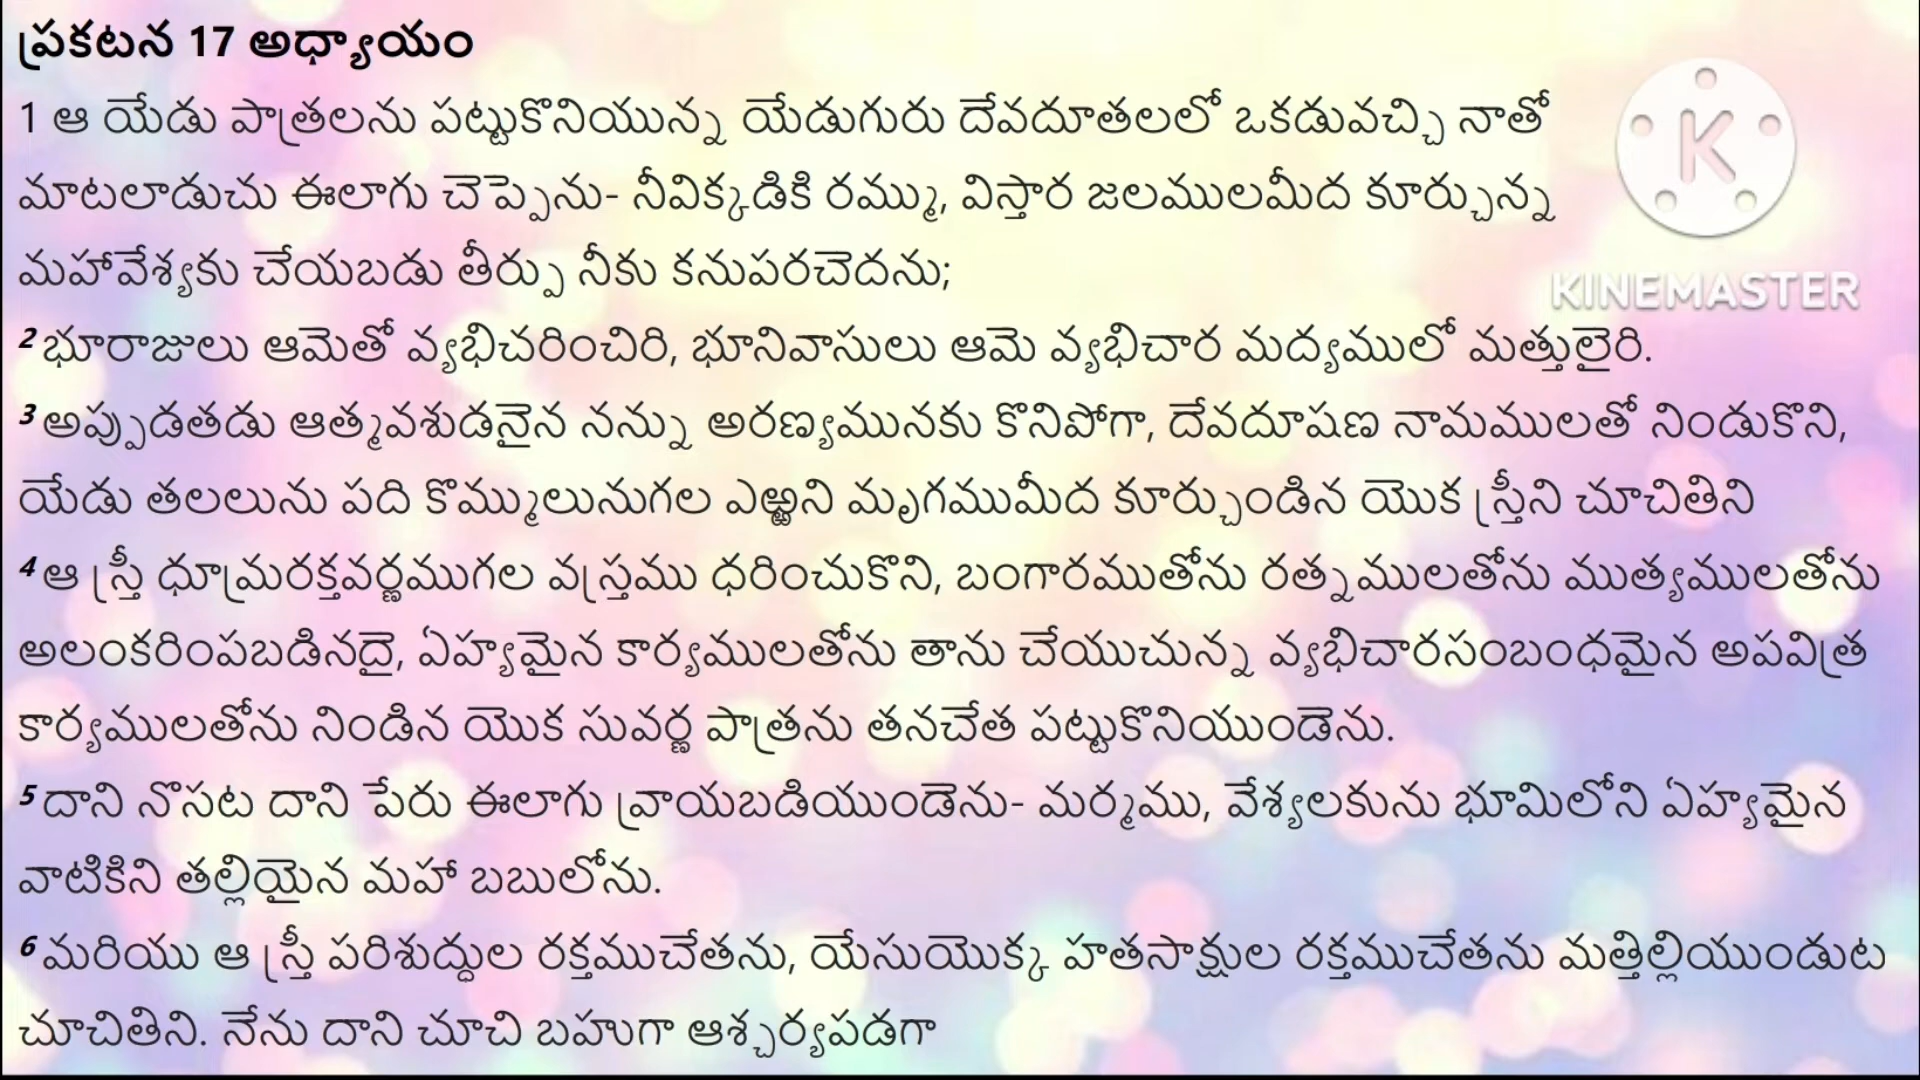 ప్రకటన 17 అధ్యాయం
1 ఆ యేడు పాత్రలను పట్టుకొనియున్న యేడుగురు దేవదూతలలో ఒకడువచ్చి నాతో
మాటలాడుచు ఈలాగు చెప్పెను- నీవిక్కడికి రమ్ము, విస్తార జలములమీద కూర్చున్న
మహావేశ్యకు చేయబడు తీర్పు నీకు కనుపరచెదను;
2 భూరాజులు ఆమెతో వ్యభిచరించిరి, భూనివాసులు ఆమె వ్యభిచార మద్యములో మత్తులైరి.
3 అప్పుడతడు ఆత్మవశుడనైన నన్ను అరణ్యమునకు కొనిపోగా, దేవదూషణ నామములతో నిండుకొని,
యేడు తలలును పది కొమ్ములునుగల ఎఱ్ఱని మృగముమీద కూర్చుండిన యొక స్త్రీని చూచితిని
4 ఆ స్త్రీ ధూమ్రరక్తవర్ణముగల వస్త్రము ధరించుకొని, బంగారముతోను రత్నములతోను ముత్యములతోను
అలంకరింపబడినదై, ఏహ్యమైన కార్యములతోను తాను చేయుచున్న వ్యభిచారసంబంధమైన అపవిత్ర
కార్యములతోను నిండిన యొక సువర్ణ పాత్రను తనచేత పట్టుకొనియుండెను.
5 దాని నొసట దాని పేరు ఈలాగు వ్రాయబడియుండెను- మర్మము, వేశ్యలకును భూమిలోని ఏహ్యమైన
వాటికిని తల్లియైన మహా బబులోను.
6 మరియు ఆ స్త్రీ పరిశుద్ధుల రక్తముచేతను, యేసుయొక్క హతసాక్షుల రక్తముచేతను మత్తిల్లియుండుట
చూచితిని. నేను దాని చూచి బహుగా ఆశ్చర్యపడగా
K
KINEMASTER